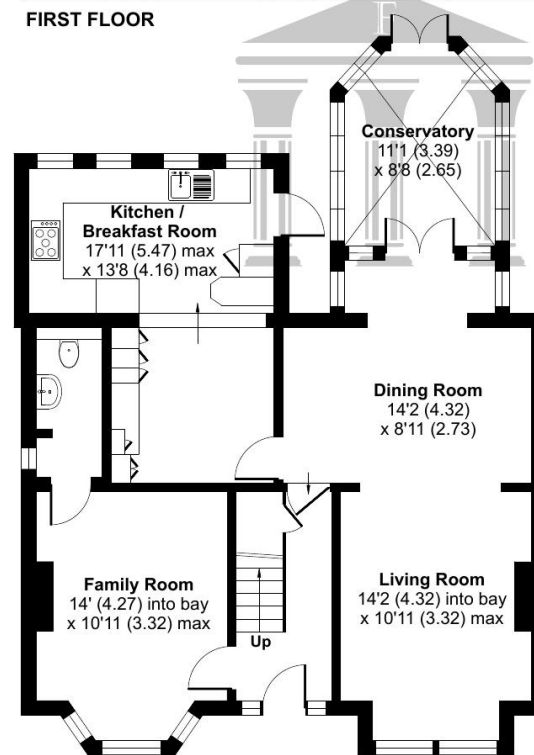 FIRST FLOOR
F
Conservatory
11'1 (3.39)
x 8'8 (2.65)
Kitchen /
Breakfast Room
17'11 (5.47) max
x 13'8 (4.16) max
Dining Room
14'2 (4.32)
x 8'11 (2.73)
Family Room
14' (4.27) into bay
x 10'11 (3.32) max
Living Room
14'2 (4.32) into bay
x 10'11 (3.32) max
Up